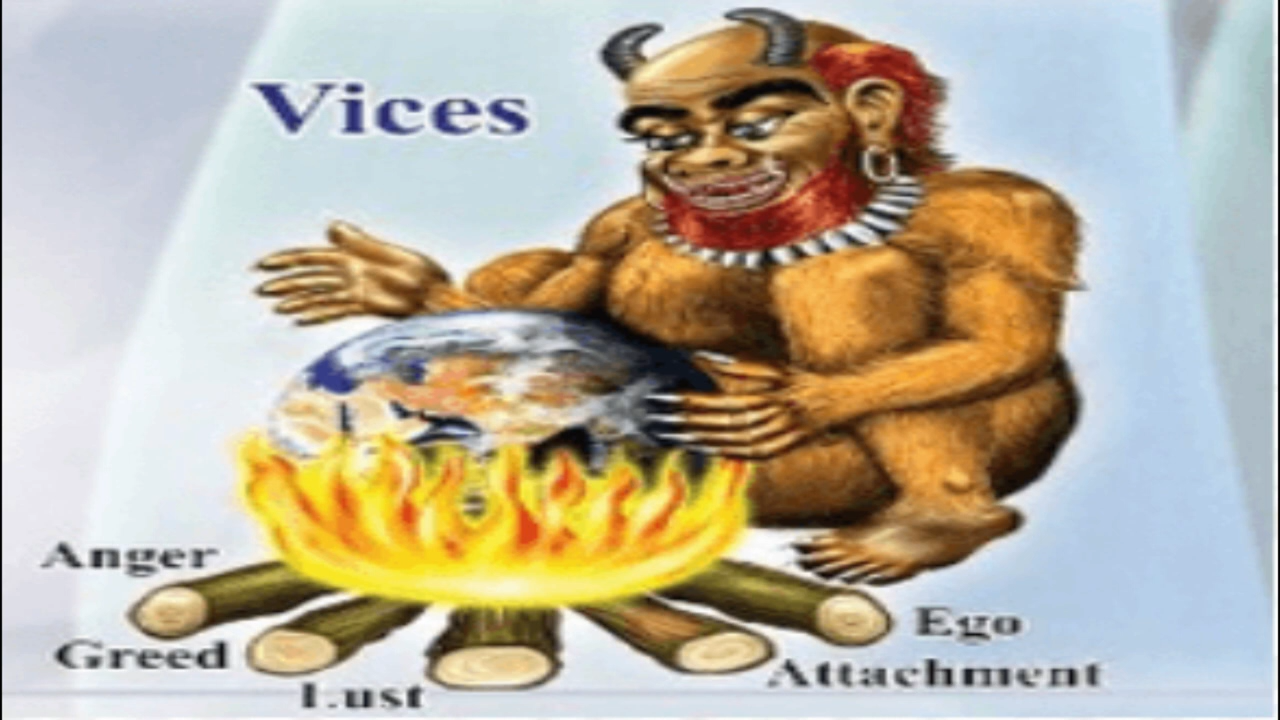 Vices
Anger
Greed
Lust
Ego
Attachment